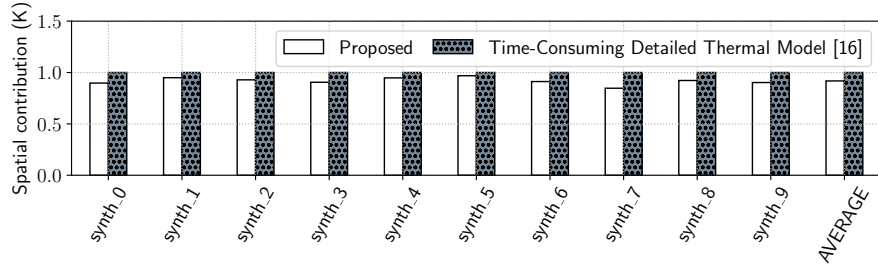 Spatial contribution (K)
1.5
1.0
0.5
0.0
Proposed
Time-Consuming Detailed Thermal Model [16]
synth_0
synth_1
synth_2
synth_3
synth_4
synth_5
synth_6
synth_7
synth_8
synth_9
AVERAGE